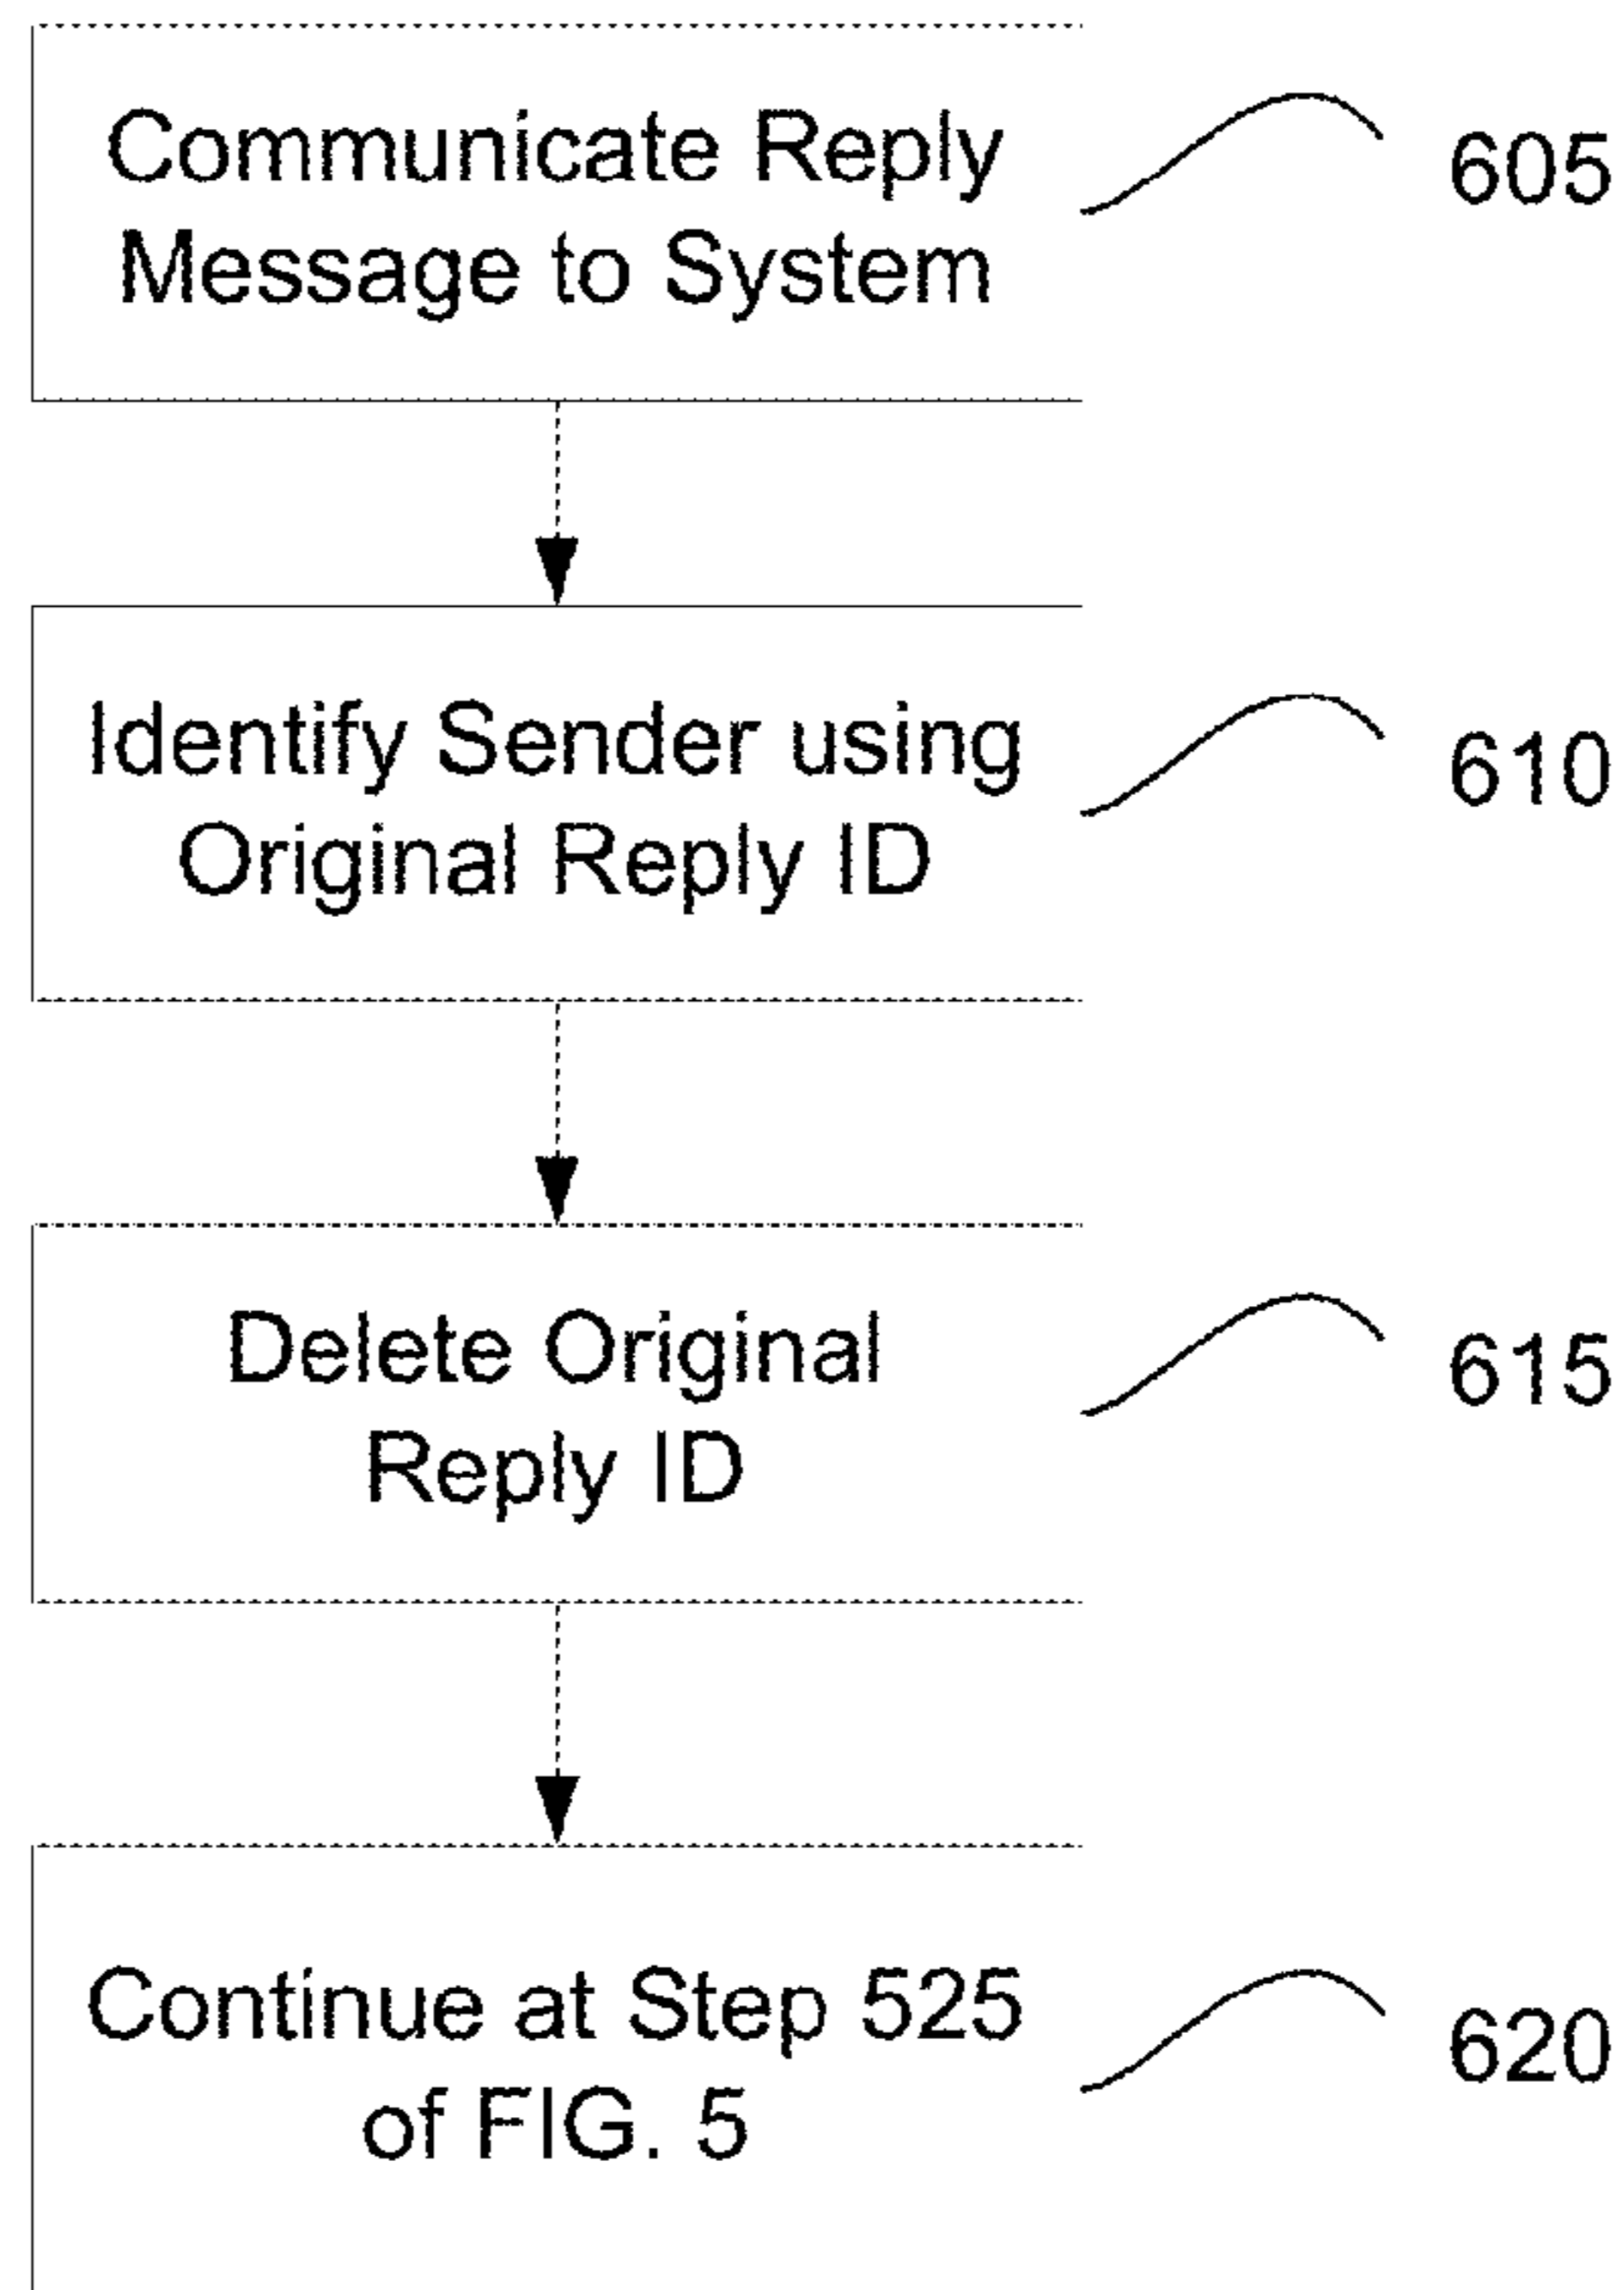 Communicate Reply
Message to System
605
Identify Sender using
Original Reply ID
610
Delete Original
Reply ID
615
Continue at Step 525
of FIG. 5
620